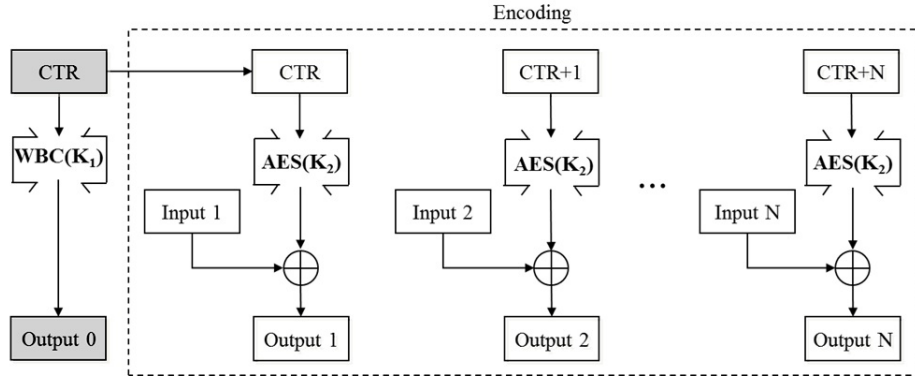 Encoding
CTR
CTR
CTR+1
CTR+N
WBC(K₁)
AES(K₂)
AES(K₂)
AES(K₂)
...
Input 1
Input 2
Input N
Output 0
Output 1
Output 2
Output N